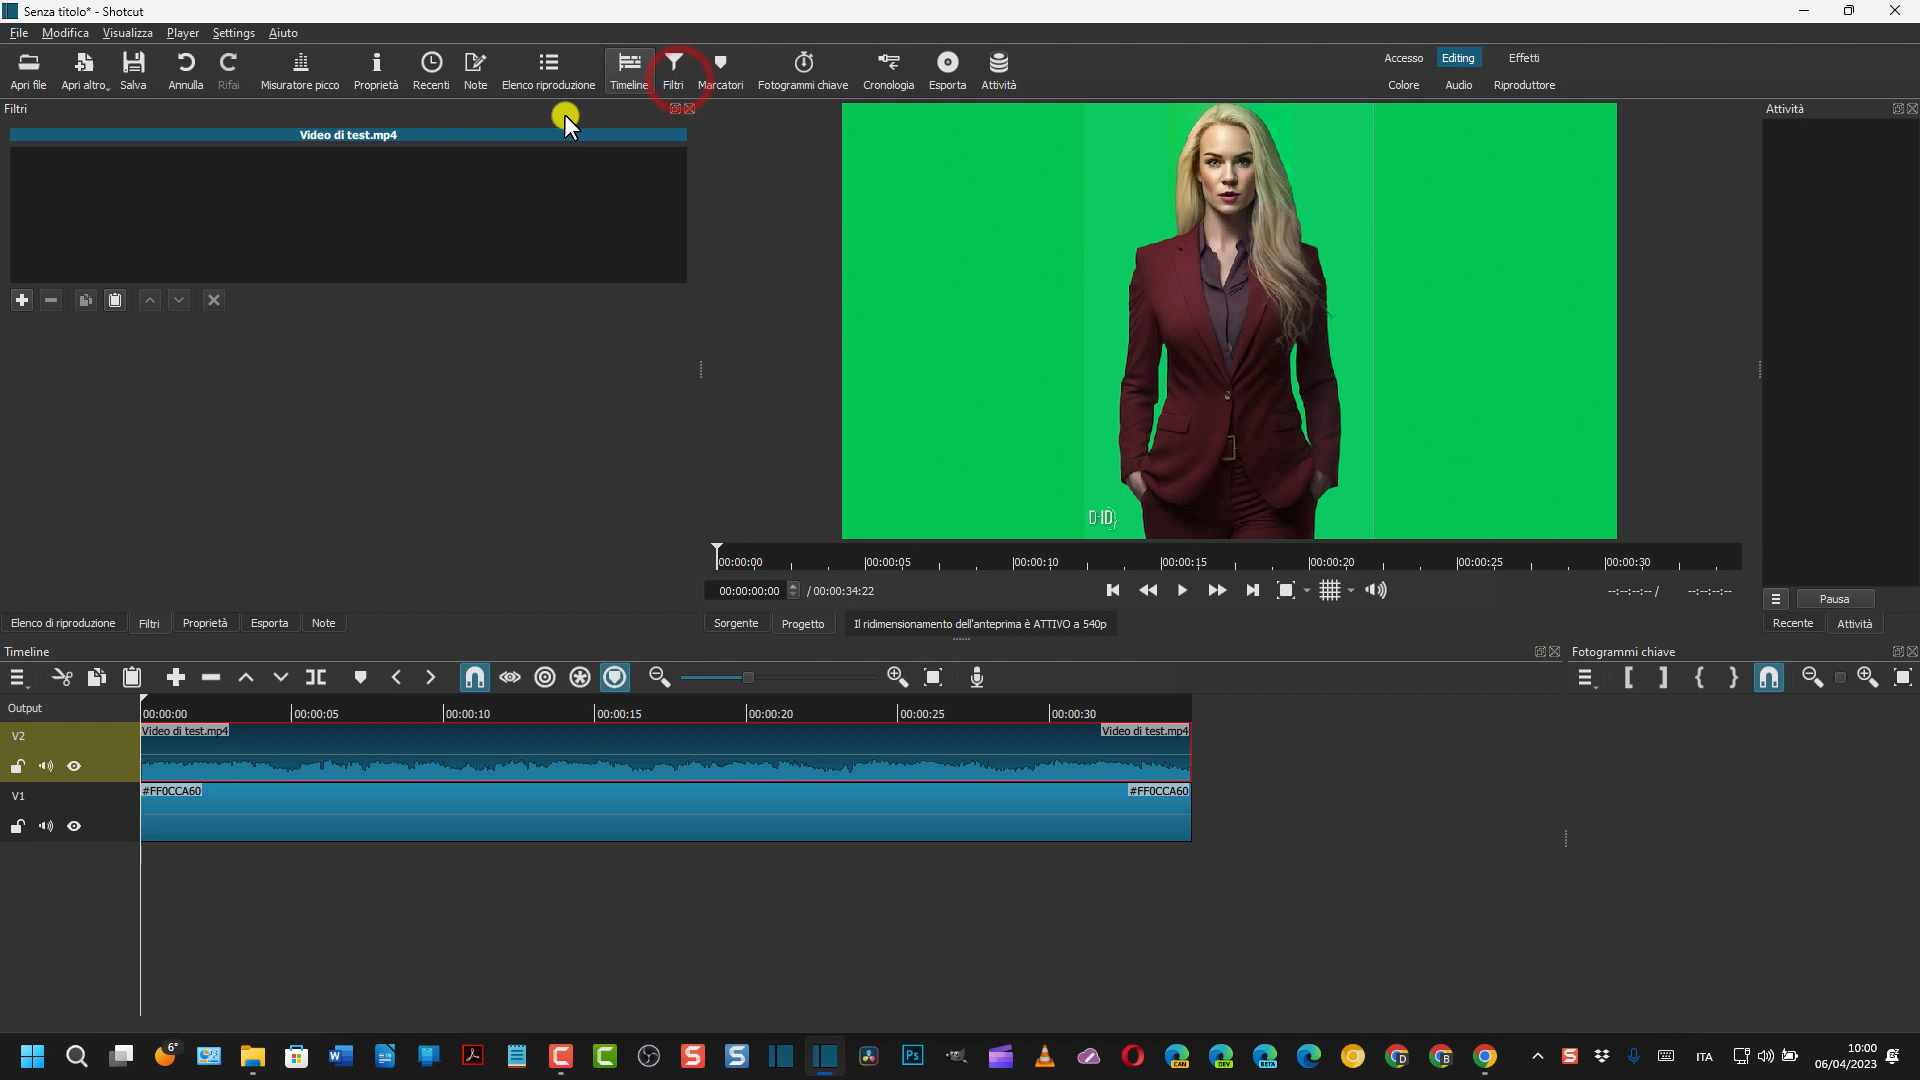 Senza titolo* - Shotcut
File Modifica Visualizza Player Settings Aiuto
Apri file Apri altro Salva Annulla Rifai Misuratore picco Proprietà Recenti Note Elenco riproduzione Timeline Filtri Marcatori Fotogrammi chiave Cronologia Esporta Attività
Accesso Editing Effetti
Colore Audio Riproduttore
Filtri
Video di test.mp4
D-ID
Attività
00:00:00 00:00:05 00:00:10 00:00:15 00:00:20 00:00:25 00:00:30
00:00:00:00 / 00:00:34:22 --:--:--:-- / --:--:--:--
Pausa
Elenco di riproduzione Filtri Proprietà Esporta Note
Sorgente Progetto Il ridimensionamento dell'anteprima è ATTIVO a 540p
Recente Attività
Timeline
Fotogrammi chiave
Output
00:00:00 00:00:05 00:00:10 00:00:15 00:00:20 00:00:25 00:00:30
V2
Video di test.mp4 Video di test.mp4
V1
#FF0CCA60 #FF0CCA60
6°
CAN DEV BETA
D B
ITA
10:00
06/04/2023